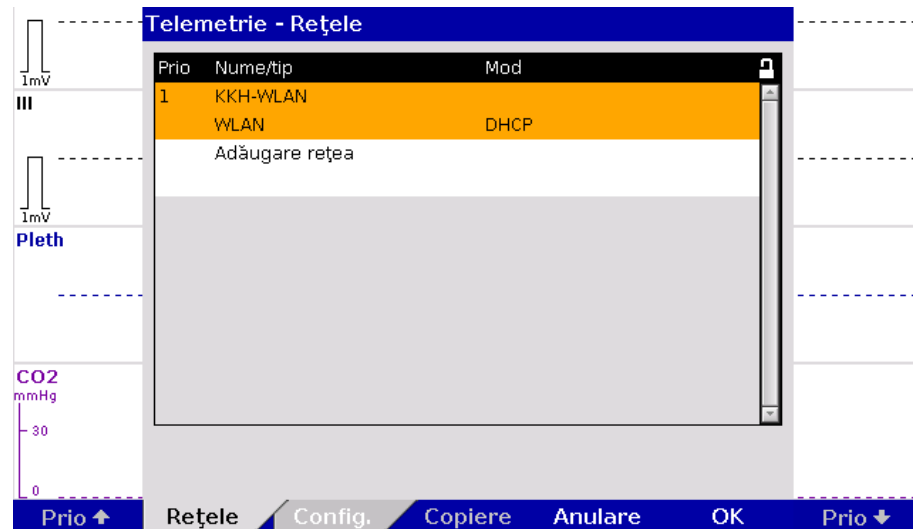 Telemetrie - Reţele
Prio Nume/tip Mod
1 KKH-WLAN
WLAN DHCP
Adăugare reţea
1mV
III
1mV
Pleth
CO2
mmHg
30
0
Prio Reţele Config. Copiere Anulare OK Prio